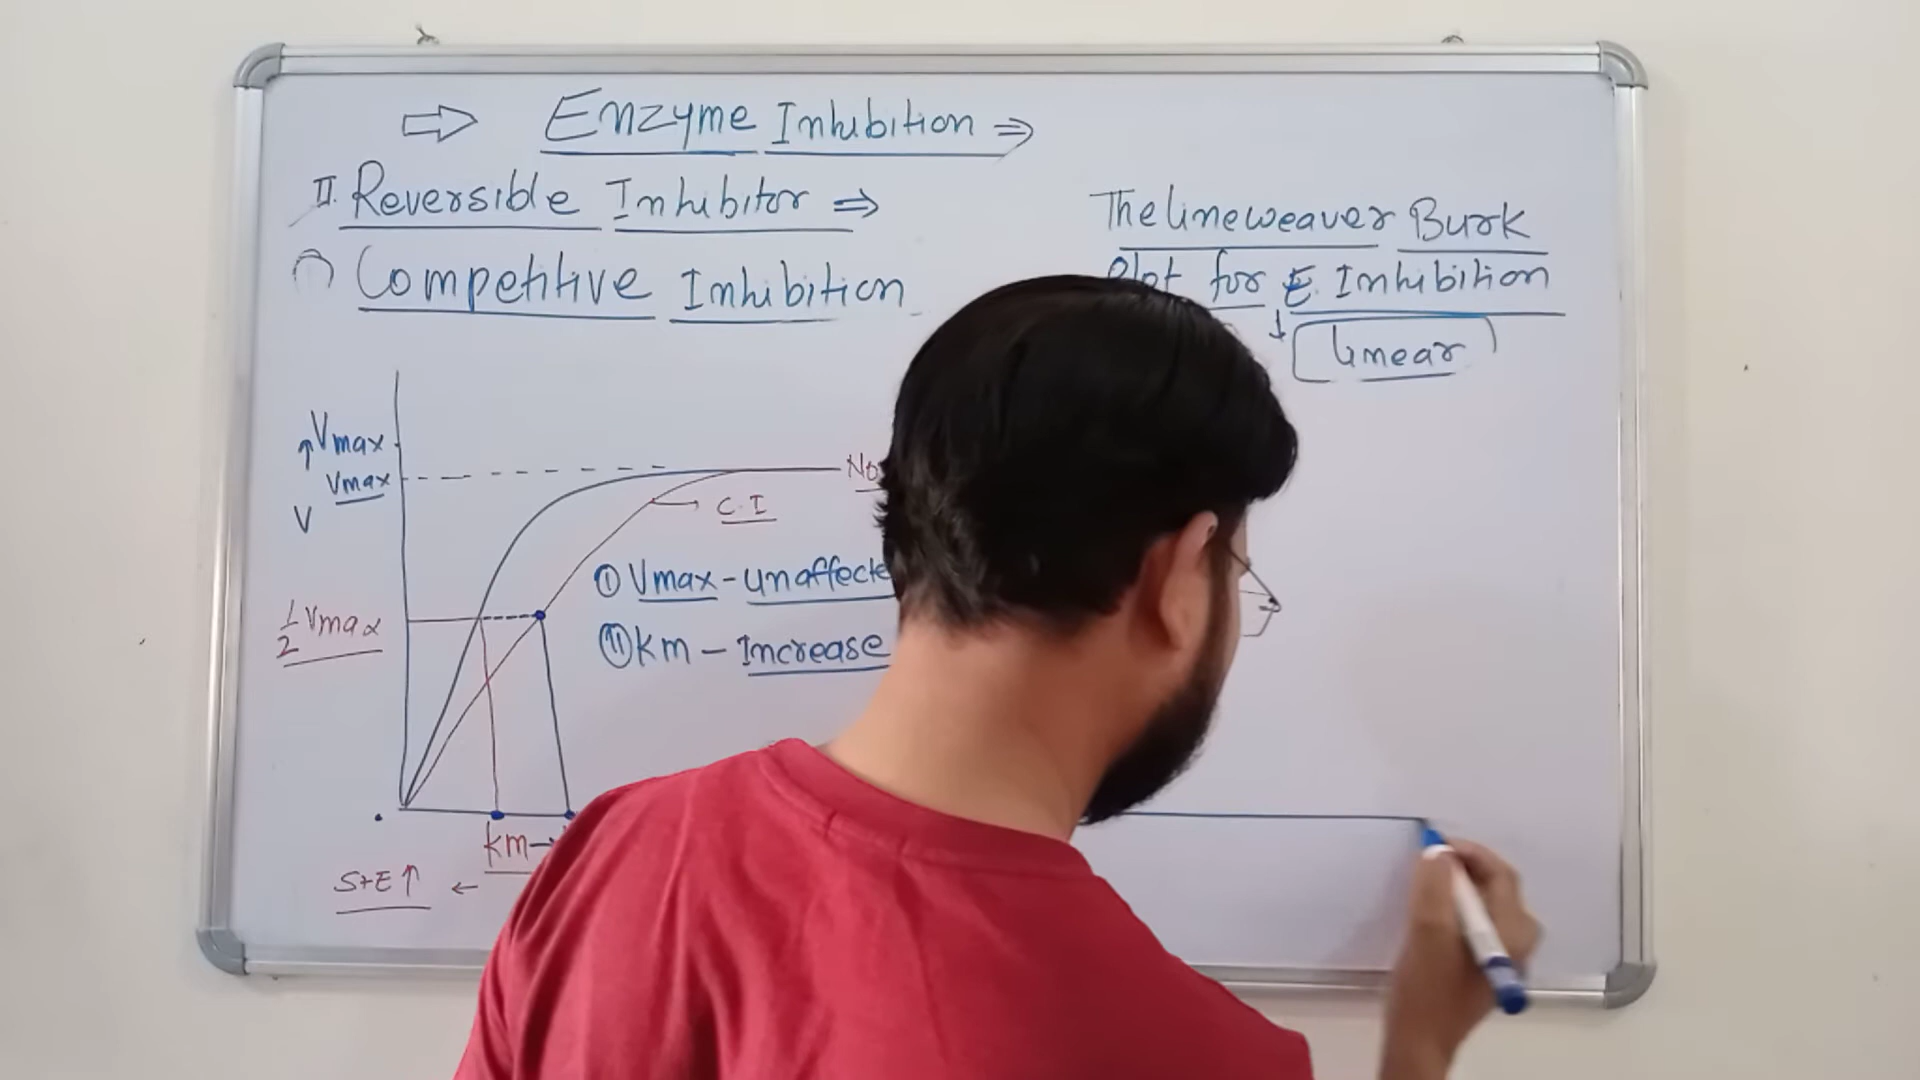 ⇒ Enzyme Inhibition ⇒
II. Reversible Inhibitor ⇒
Competitive Inhibition
The lineweaver Burk
Plot for E. Inhibition
↓
linear
↑Vmax
Vmax
V
1/2 Vmax
No
C.I
① Vmax - unaffecte
② km - Increase
km→
S+E↑ ←